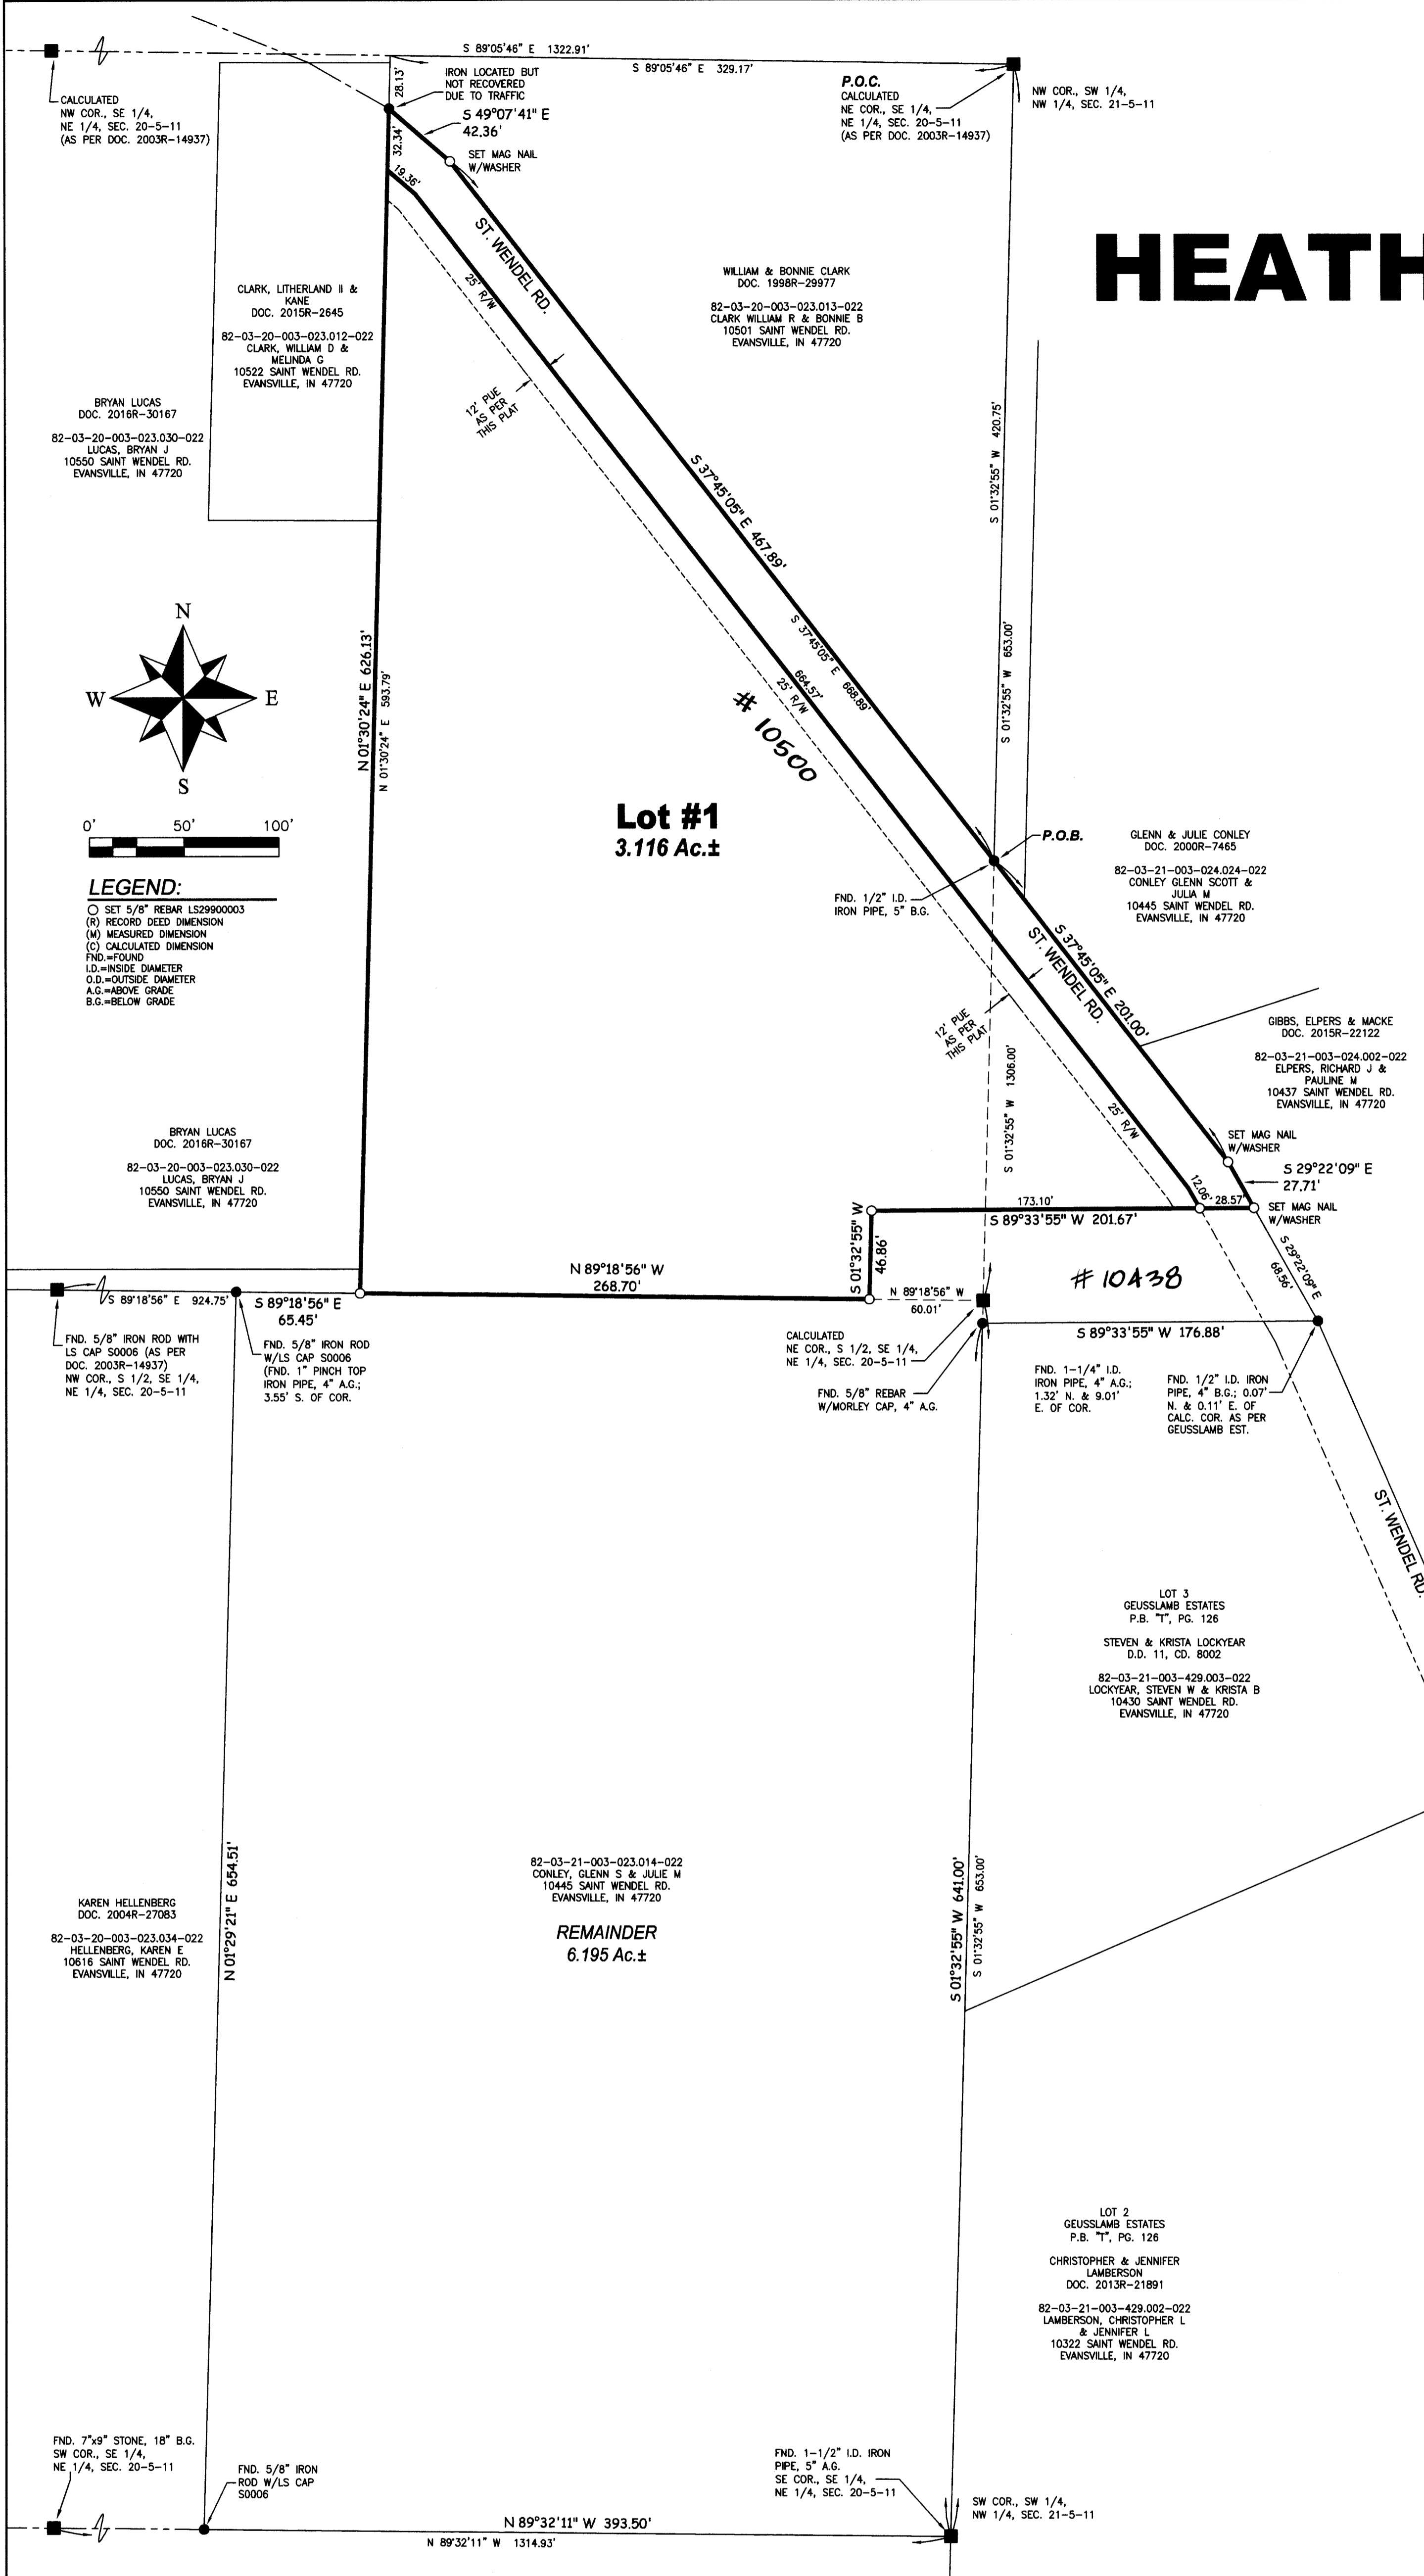 S 89°05'46" E 1322.91'
S 89°05'46" E 329.17'
CALCULATED
NW COR., SE 1/4,
NE 1/4, SEC. 20-5-11
(AS PER DOC. 2003R-14937)
28.13'
IRON LOCATED BUT
NOT RECOVERED
DUE TO TRAFFIC
S 49°07'41" E
42.36'
32.34'
SET MAG NAIL
W/WASHER
19.36'
P.O.C.
CALCULATED
NE COR., SE 1/4,
NE 1/4, SEC. 20-5-11
(AS PER DOC. 2003R-14937)
NW COR., SW 1/4,
NW 1/4, SEC. 21-5-11
HEATH
ST. WENDEL RD.
25' R/W
CLARK, LITHERLAND II &
KANE
DOC. 2015R-2645
82-03-20-003-023.012-022
CLARK, WILLIAM D &
MELINDA G
10522 SAINT WENDEL RD.
EVANSVILLE, IN 47720
WILLIAM & BONNIE CLARK
DOC. 1998R-29977
82-03-20-003-023.013-022
CLARK WILLIAM R & BONNIE B
10501 SAINT WENDEL RD.
EVANSVILLE, IN 47720
BRYAN LUCAS
DOC. 2016R-30167
82-03-20-003-023.030-022
LUCAS, BRYAN J
10550 SAINT WENDEL RD.
EVANSVILLE, IN 47720
12' PUE
AS PER
THIS PLAT
S 01°32'55" W 420.75'
S 37°45'05" E 467.89'
S 37°45'05" E 668.89'
664.57'
25' R/W
S 01°32'55" W 653.00'
N
W
E
S
N 01°30'24" E 626.13'
N 01°30'24" E 593.79'
# 10500
0' 50' 100'
Lot #1
3.116 Ac.±
LEGEND:
SET 5/8" REBAR LS29900003
(R) RECORD DEED DIMENSION
(M) MEASURED DIMENSION
(C) CALCULATED DIMENSION
FND.=FOUND
I.D.=INSIDE DIAMETER
O.D.=OUTSIDE DIAMETER
A.G.=ABOVE GRADE
B.G.=BELOW GRADE
P.O.B.
FND. 1/2" I.D.
IRON PIPE, 5" B.G.
GLENN & JULIE CONLEY
DOC. 2000R-7465
82-03-21-003-024.024-022
CONLEY GLENN SCOTT &
JULIA M
10445 SAINT WENDEL RD.
EVANSVILLE, IN 47720
S 37°45'05" E 201.00'
ST. WENDEL RD.
12' PUE
AS PER
THIS PLAT
S 01°32'55" W 1306.00'
25' R/W
GIBBS, ELPERS & MACKE
DOC. 2015R-22122
82-03-21-003-024.002-022
ELPERS, RICHARD J &
PAULINE M
10437 SAINT WENDEL RD.
EVANSVILLE, IN 47720
BRYAN LUCAS
DOC. 2016R-30167
82-03-20-003-023.030-022
LUCAS, BRYAN J
10550 SAINT WENDEL RD.
EVANSVILLE, IN 47720
SET MAG NAIL
W/WASHER
S 29°22'09" E
27.71'
12.06'
28.57'
SET MAG NAIL
W/WASHER
173.10'
S 89°33'55" W 201.67'
S 01°32'55" W
46.86'
S 29°22'09" E
68.56'
# 10438
N 89°18'56" W
268.70'
N 89°18'56" W
60.01'
S 89°18'56" E 924.75'
S 89°18'56" E
65.45'
S 89°33'55" W 176.88'
FND. 5/8" IRON ROD WITH
LS CAP S0006 (AS PER
DOC. 2003R-14937)
NW COR., S 1/2, SE 1/4,
NE 1/4, SEC. 20-5-11
FND. 5/8" IRON ROD
W/LS CAP S0006
(FND. 1" PINCH TOP
IRON PIPE, 4" A.G.;
3.55' S. OF COR.
CALCULATED
NE COR., S 1/2, SE 1/4,
NE 1/4, SEC. 20-5-11
FND. 5/8" REBAR
W/MORLEY CAP, 4" A.G.
FND. 1-1/4" I.D.
IRON PIPE, 4" A.G.;
1.32' N. & 9.01'
E. OF COR.
FND. 1/2" I.D. IRON
PIPE, 4" B.G.; 0.07'
N. & 0.11' E. OF
CALC. COR. AS PER
GEUSSLAMB EST.
ST. WENDEL RD.
LOT 3
GEUSSLAMB ESTATES
P.B. "T", PG. 126
STEVEN & KRISTA LOCKYEAR
D.D. 11, CD. 8002
82-03-21-003-429.003-022
LOCKYEAR, STEVEN W & KRISTA B
10430 SAINT WENDEL RD.
EVANSVILLE, IN 47720
N 01°29'21" E 654.51'
82-03-21-003-023.014-022
CONLEY, GLENN S & JULIE M
10445 SAINT WENDEL RD.
EVANSVILLE, IN 47720
REMAINDER
6.195 Ac.±
S 01°32'55" W 641.00'
S 01°32'55" W 653.00'
KAREN HELLENBERG
DOC. 2004R-27083
82-03-20-003-023.034-022
HELLENBERG, KAREN E
10616 SAINT WENDEL RD.
EVANSVILLE, IN 47720
LOT 2
GEUSSLAMB ESTATES
P.B. "T", PG. 126
CHRISTOPHER & JENNIFER
LAMBERSON
DOC. 2013R-21891
82-03-21-003-429.002-022
LAMBERSON, CHRISTOPHER L
& JENNIFER L
10322 SAINT WENDEL RD.
EVANSVILLE, IN 47720
FND. 7"x9" STONE, 18" B.G.
SW COR., SE 1/4,
NE 1/4, SEC. 20-5-11
FND. 5/8" IRON
ROD W/LS CAP
S0006
FND. 1-1/2" I.D. IRON
PIPE, 5" A.G.
SE COR., SE 1/4,
NE 1/4, SEC. 20-5-11
SW COR., SW 1/4,
NW 1/4, SEC. 21-5-11
N 89°32'11" W 393.50'
N 89°32'11" W 1314.93'